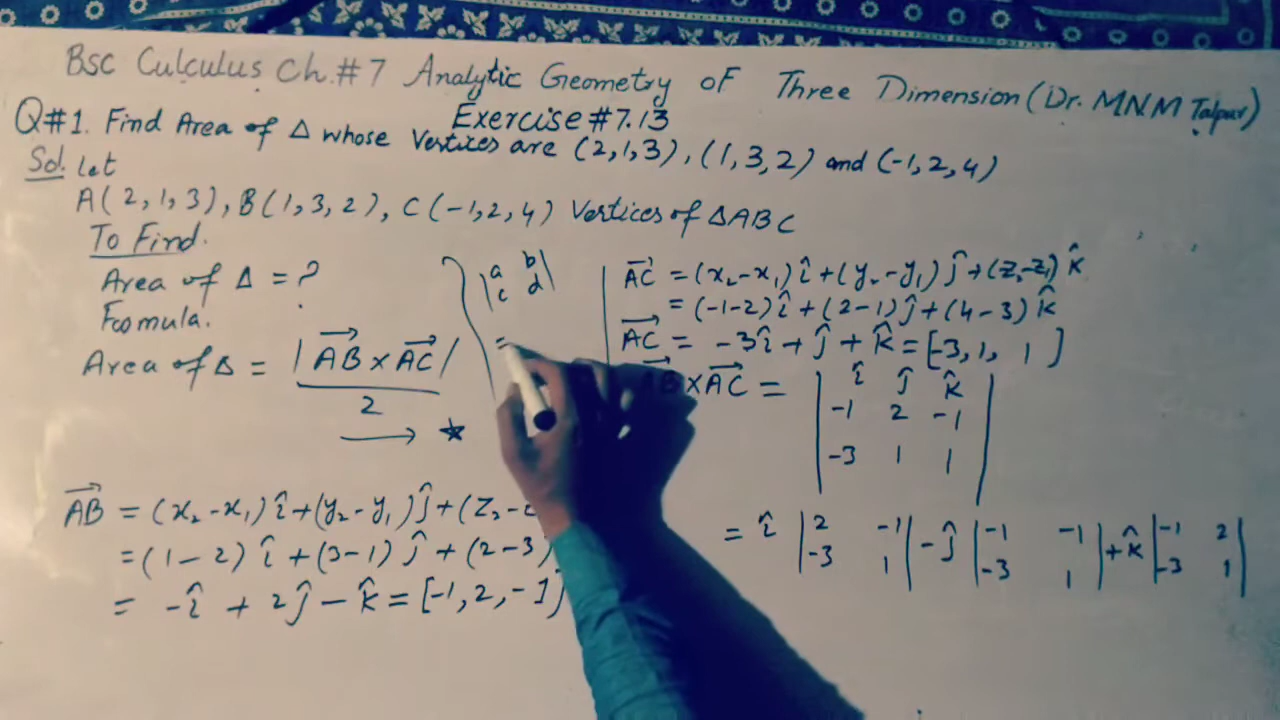 Bsc Culculus Ch.#7 Analytic Geometry of Three Dimension (Dr. MNM Talpur)
Exercise#7.13
Q#1. Find Area of Δ whose Vertices are (2,1,3), (1,3,2) and (-1,2,4)
Sol. Let
A(2,1,3), B(1,3,2), C(-1,2,4) Vertices of ΔABC
To Find.
Area of Δ = ?
Formula.
Area of Δ = |AB→ × AC→| / 2
→ ★
|a b|
|c d|
=
AB→ = (x₂-x₁)î+(y₂-y₁)ĵ+(z₂-z
=(1-2)î+(3-1)ĵ+(2-3)
= -î + 2ĵ - k̂ = [-1,2,-1]
AC→ = (x₂-x₁)î+(y₂-y₁)ĵ+(z₂-z₁)k̂
= (-1-2)î+(2-1)ĵ+(4-3)k̂
AC→ = -3î+ĵ+k̂ = [-3,1, 1]
AB→×AC→ = |î ĵ k̂|
|-1 2 -1|
|-3 1 1|
= î |2 -1| -ĵ |-1 -1| +k̂ |-1 2|
|-3 1| |-3 1| |-3 1|